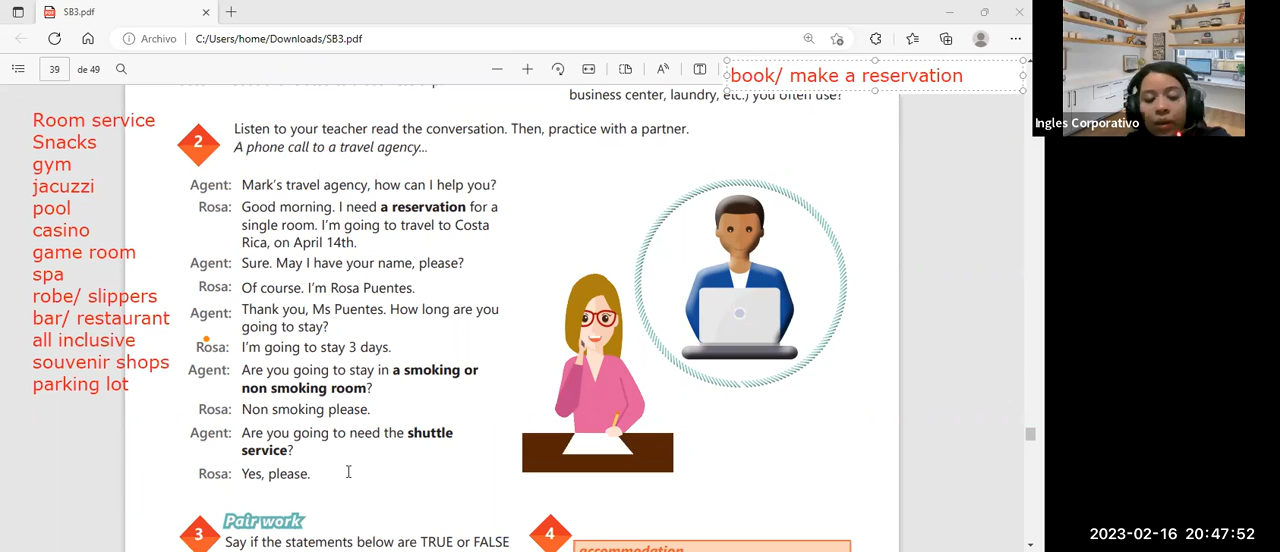 SB3.pdf
Archivo
C:/Users/home/Downloads/SB3.pdf
39
de 49
book/ make a reservation
business center, laundry, etc.) you often use?
Ingles Corporativo
Room service
Snacks
gym
jacuzzi
pool
casino
game room
spa
robe/ slippers
bar/ restaurant
all inclusive
souvenir shops
parking lot
2
Listen to your teacher read the conversation. Then, practice with a partner.
A phone call to a travel agency...
Agent: Mark's travel agency, how can I help you?
Rosa: Good morning. I need a reservation for a
single room. I'm going to travel to Costa
Rica, on April 14th.
Agent: Sure. May I have your name, please?
Rosa: Of course. I'm Rosa Puentes.
Agent: Thank you, Ms Puentes. How long are you
going to stay?
Rosa: I'm going to stay 3 days.
Agent: Are you going to stay in a smoking or
non smoking room?
Rosa: Non smoking please.
Agent: Are you going to need the shuttle
service?
Rosa: Yes, please.
3
Pair work
Say if the statements below are TRUE or FALSE
4
accommodation
2023-02-16 20:47:52